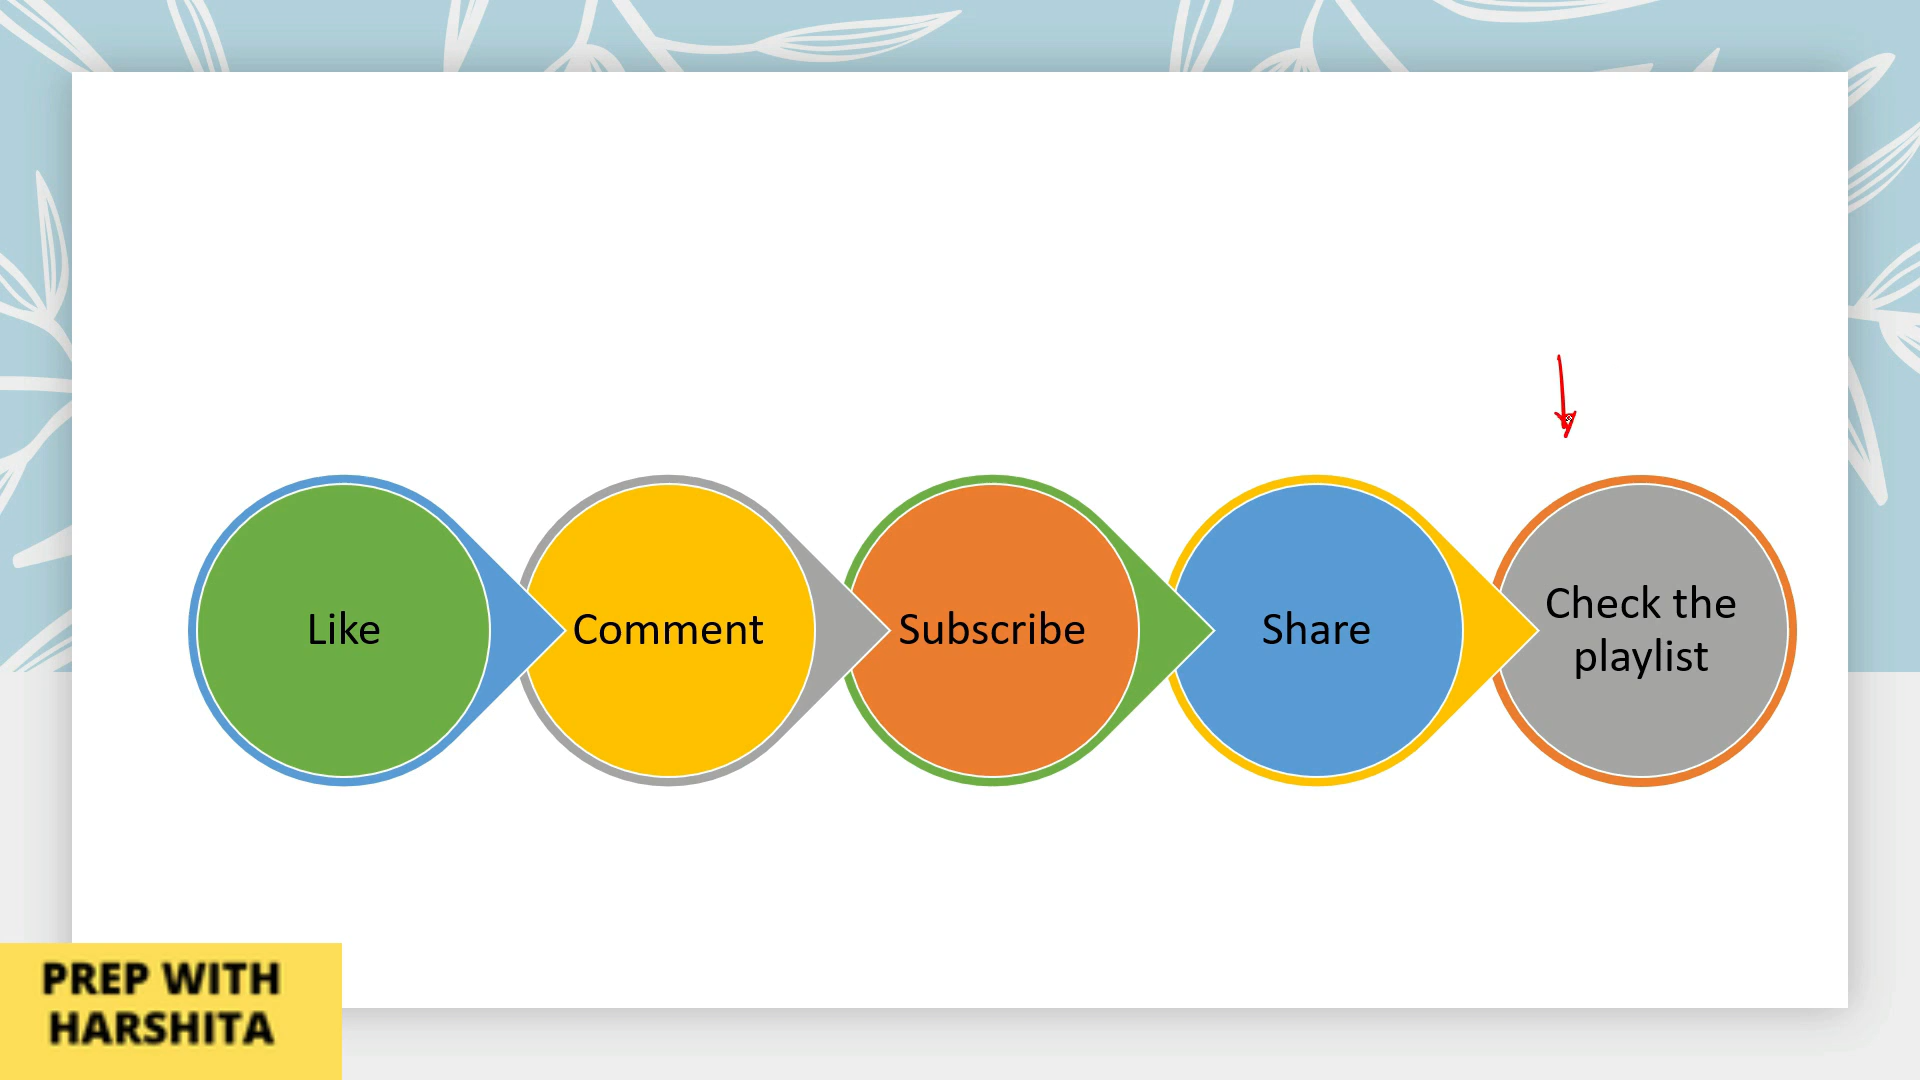 Like
Comment
Subscribe
Share
Check the
playlist
PREP WITH
HARSHITA